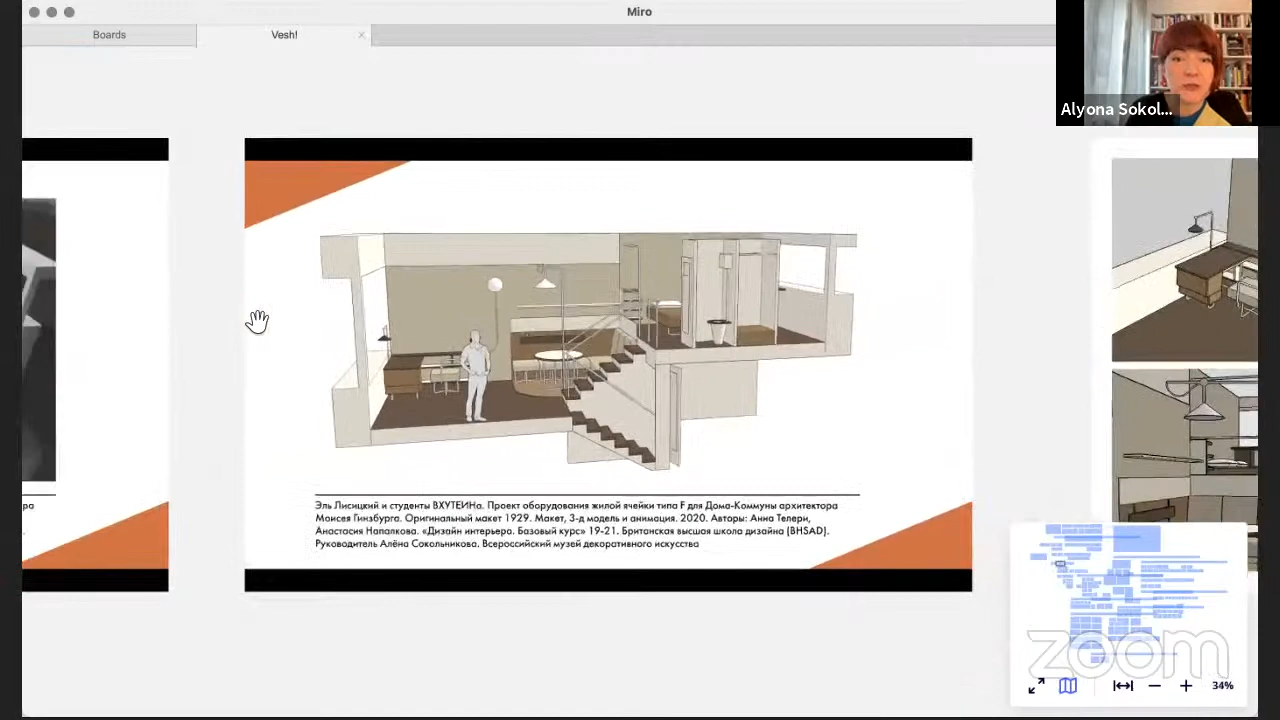 Miro
Boards
Vesh!
Alyona Sokol...
Эль Лисицкий и студенты ВХУТЕИНа. Проект оборудования жилой ячейки типа F для Дома-Коммуны архитектора
Моисея Гинзбурга. Оригинальный макет 1929. Макет, 3-д модель и анимация. 2020. Авторы: Анна Телери,
Анастасия Напалкова. «Дизайн интерьера. Базовый курс» 19-21. Британская высшая школа дизайна (BHSAD).
Руководитель Алёна Сокольникова. Всероссийский музей декоративного искусства
ра
zoom
34%